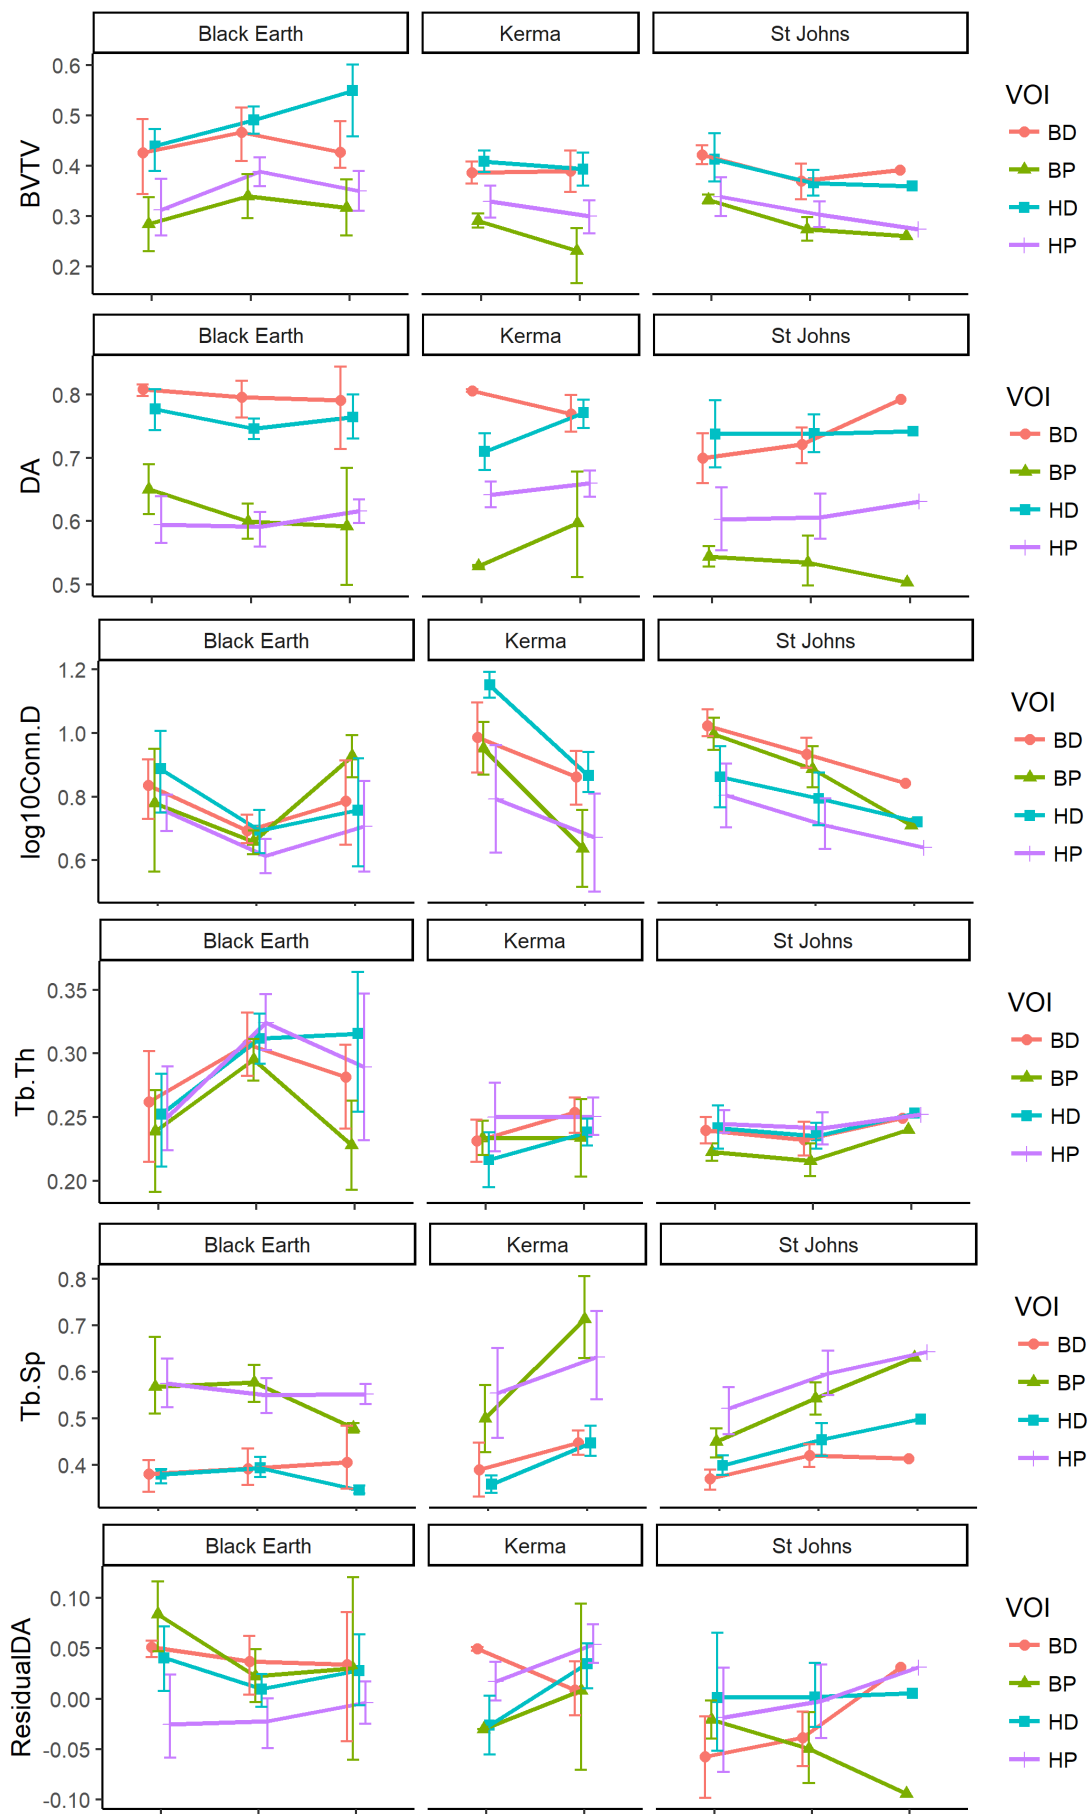 Black Earth Kerma St Johns
BVTV
0.6
0.5
0.4
0.3
0.2
VOI
BD
BP
HD
HP
Black Earth Kerma St Johns
DA
0.8
0.7
0.6
0.5
VOI
BD
BP
HD
HP
Black Earth Kerma St Johns
log10Conn.D
1.2
1.0
0.8
0.6
VOI
BD
BP
HD
HP
Black Earth Kerma St Johns
Tb.Th
0.35
0.30
0.25
0.20
VOI
BD
BP
HD
HP
Black Earth Kerma St Johns
Tb.Sp
0.8
0.7
0.6
0.5
0.4
VOI
BD
BP
HD
HP
Black Earth Kerma St Johns
ResidualDA
0.10
0.05
0.00
-0.05
-0.10
VOI
BD
BP
HD
HP